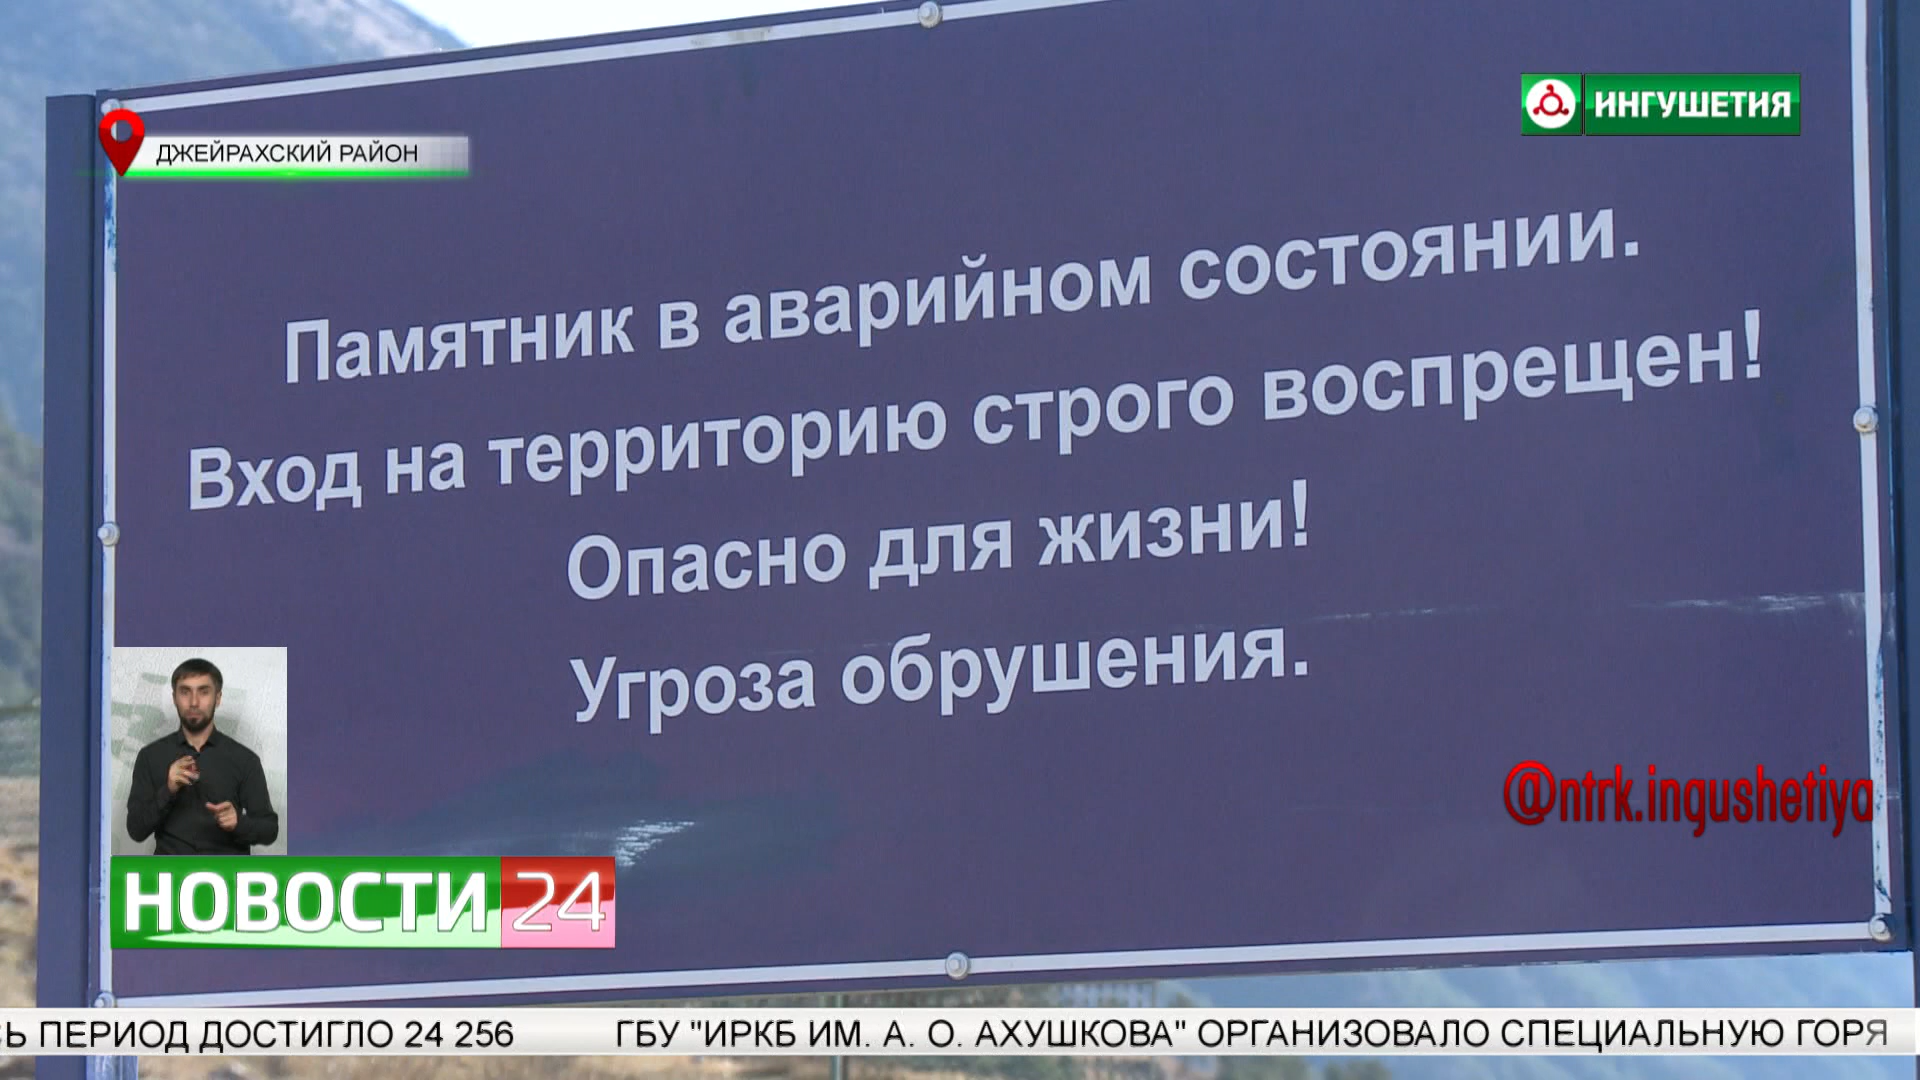 ИНГУШЕТИЯ
ДЖЕЙРАХСКИЙ РАЙОН
Памятник в аварийном состоянии.
Вход на территорию строго воспрещен!
Опасно для жизни!
Угроза обрушения.
@ntrk.ingushetiya
НОВОСТИ 24
Ь ПЕРИОД ДОСТИГЛО 24 256 ГБУ "ИРКБ ИМ. А. О. АХУШКОВА" ОРГАНИЗОВАЛО СПЕЦИАЛЬНУЮ ГОРЯ